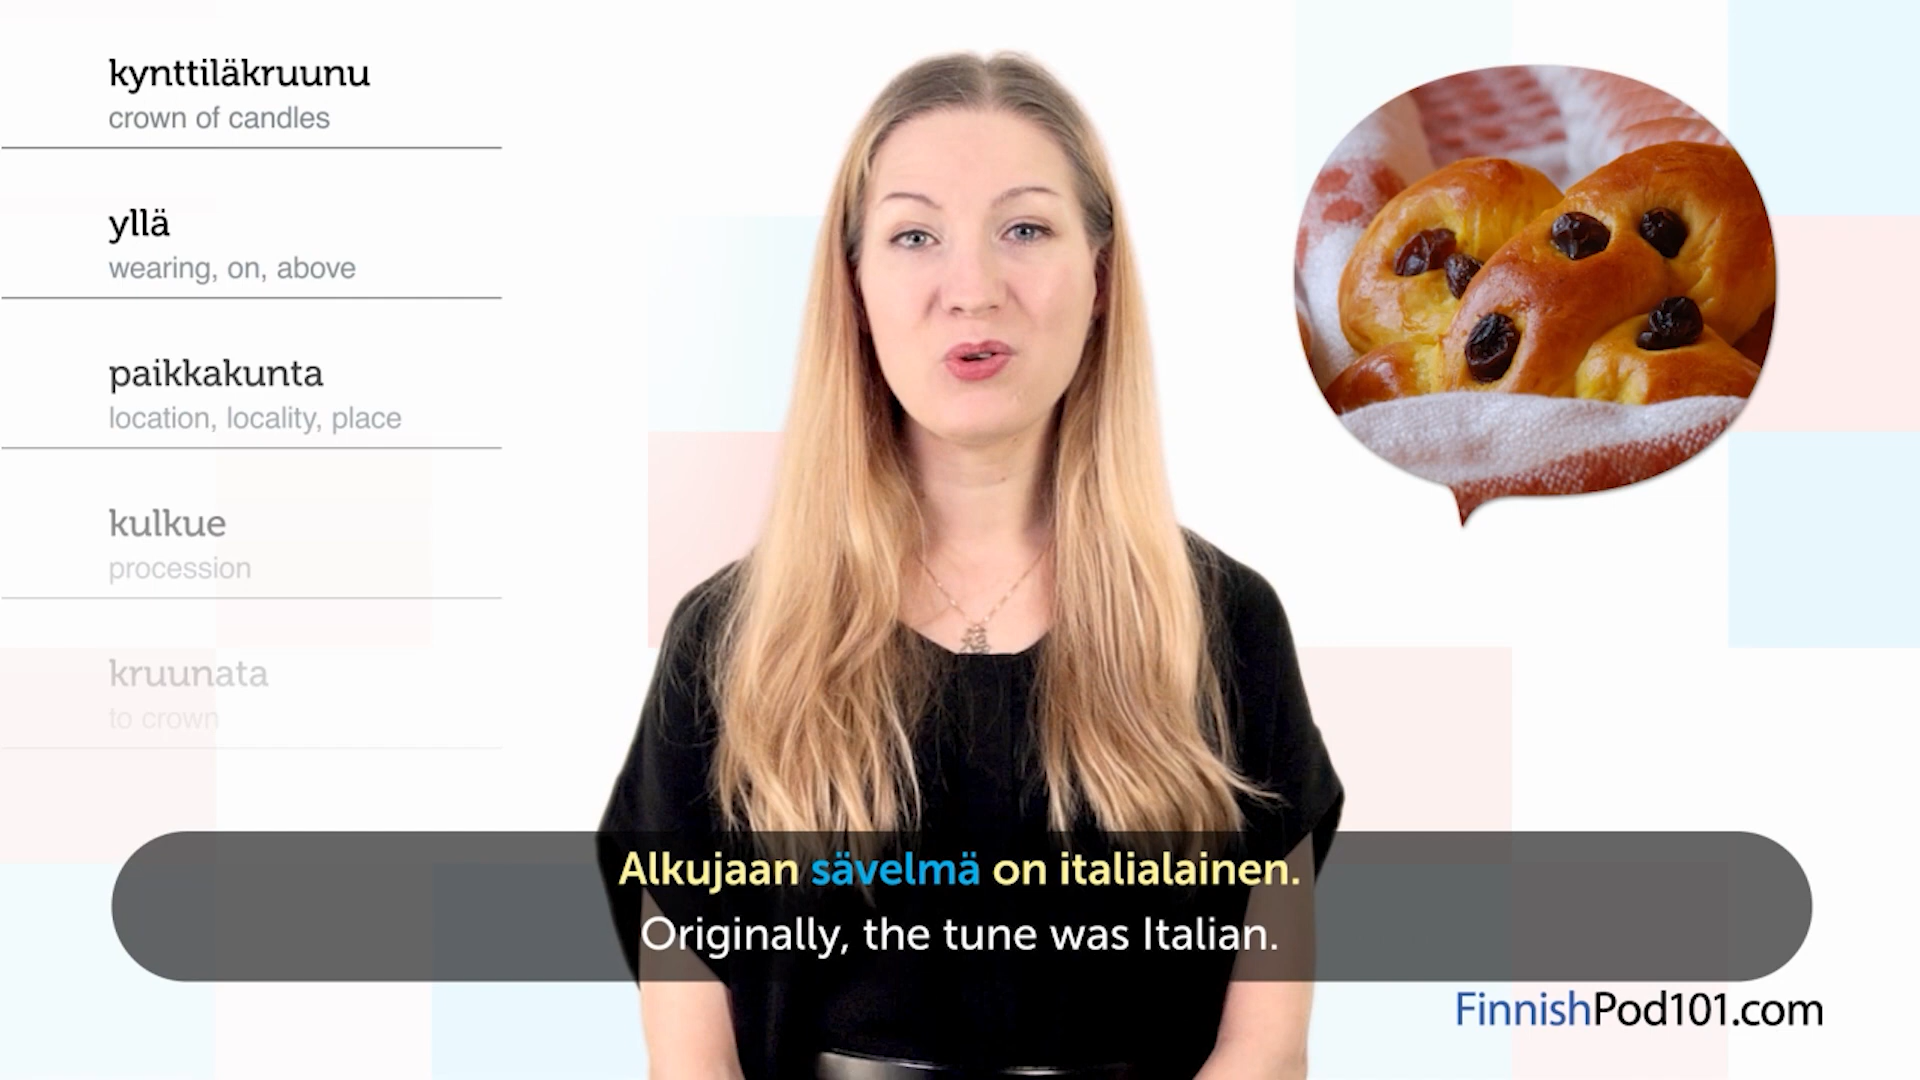 kynttiläkruunu
crown of candles
yllä
wearing, on, above
paikkakunta
location, locality, place
kulkue
procession
kruunata
to crown
Alkujaan sävelmä on italialainen.
Originally, the tune was Italian.
FinnishPod101.com